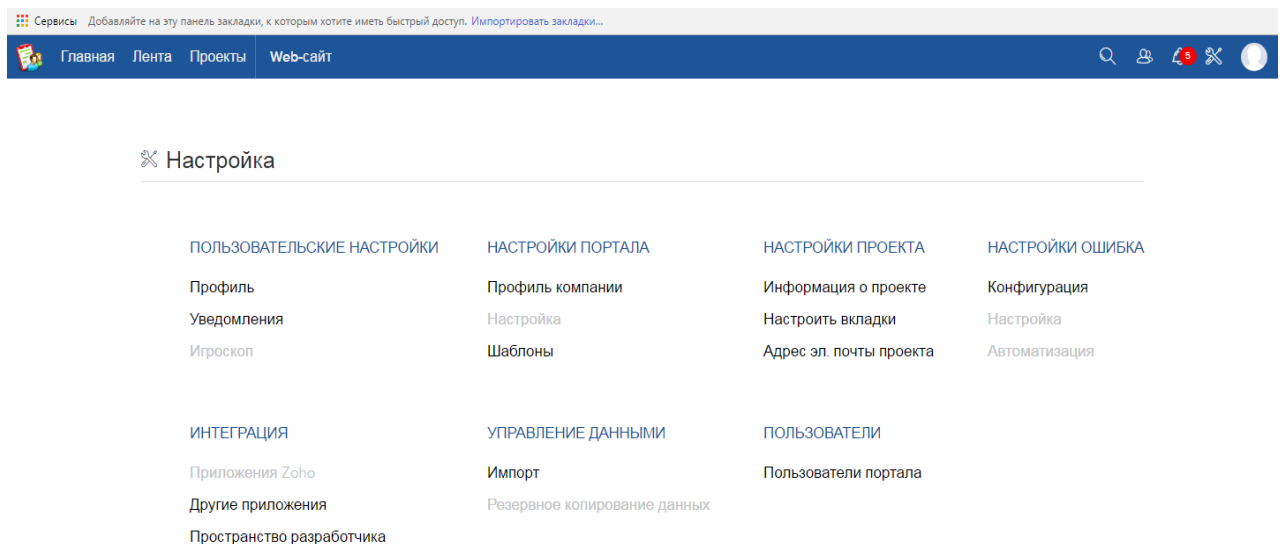 Сервисы Добавляйте на эту панель закладки, к которым хотите иметь быстрый доступ. Импортировать закладки...
Главная Лента Проекты Web-сайт 5
Настройка
ПОЛЬЗОВАТЕЛЬСКИЕ НАСТРОЙКИ НАСТРОЙКИ ПОРТАЛА НАСТРОЙКИ ПРОЕКТА НАСТРОЙКИ ОШИБКА
Профиль Профиль компании Информация о проекте Конфигурация
Уведомления Настройка Настроить вкладки Настройка
Игроскоп Шаблоны Адрес эл. почты проекта Автоматизация
ИНТЕГРАЦИЯ УПРАВЛЕНИЕ ДАННЫМИ ПОЛЬЗОВАТЕЛИ
Приложения Zoho Импорт Пользователи портала
Другие приложения Резервное копирование данных
Пространство разработчика